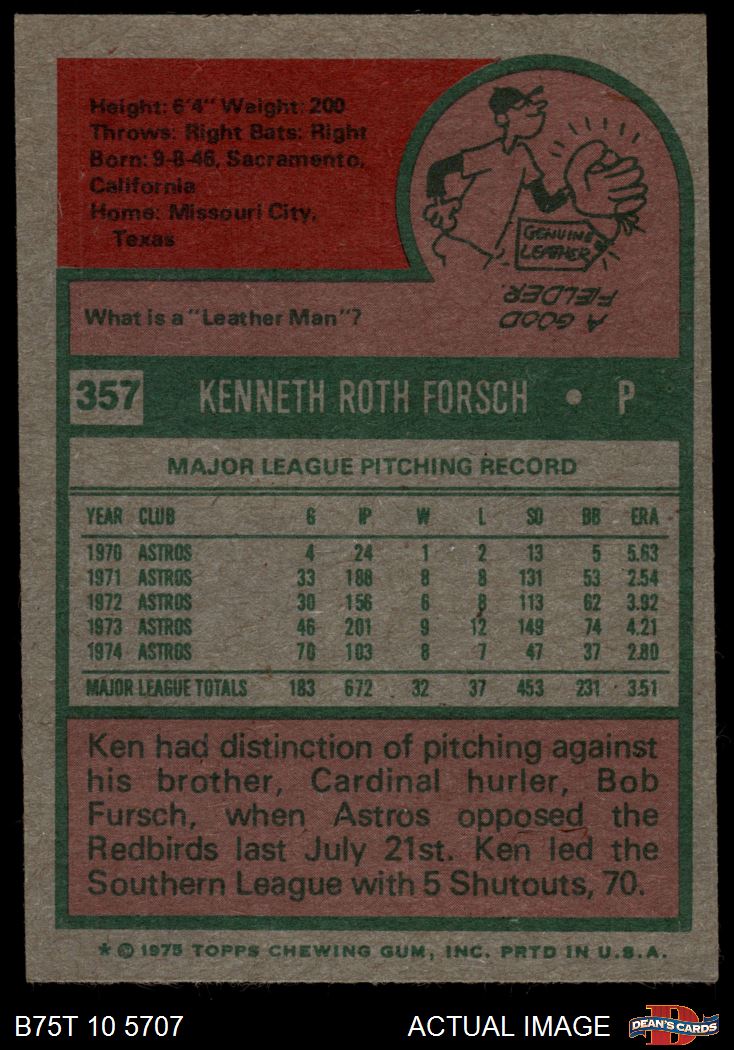 Height: 6'4" Weight: 200
Throws: Right Bats: Right
Born: 9-8-46, Sacramento,
California
Home: Missouri City,
Texas
GENUINE
LEATHER
What is a "Leather Man"?
A GOOD
FIELDER.
357 KENNETH ROTH FORSCH • P
MAJOR LEAGUE PITCHING RECORD
YEAR CLUB G IP W L SO BB ERA
1970 ASTROS 4 24 1 2 13 5 5.63
1971 ASTROS 33 188 8 8 131 53 2.54
1972 ASTROS 30 156 6 8 113 62 3.92
1973 ASTROS 46 201 9 12 149 74 4.21
1974 ASTROS 70 103 8 7 47 37 2.80
MAJOR LEAGUE TOTALS 183 672 32 37 453 231 3.51
Ken had distinction of pitching against
his brother, Cardinal hurler, Bob
Fursch, when Astros opposed the
Redbirds last July 21st. Ken led the
Southern League with 5 Shutouts, 70.
* © 1975 TOPPS CHEWING GUM, INC. PRTD IN U.S.A.
B75T 10 5707 ACTUAL IMAGE DEAN'S CARDS